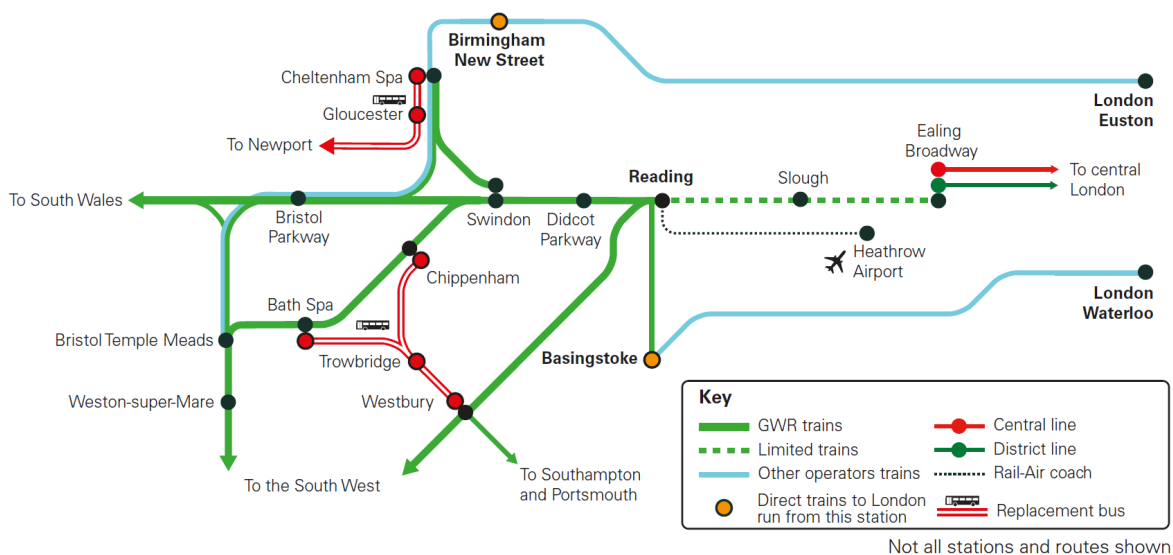 Birmingham
New Street
Cheltenham Spa
Gloucester
London
Euston
To Newport
Ealing
Broadway
To central
London
Reading
Slough
To South Wales
Bristol
Parkway
Swindon
Didcot
Parkway
Heathrow
Airport
Chippenham
London
Waterloo
Bath Spa
Bristol Temple Meads
Trowbridge
Basingstoke
Weston-super-Mare
Westbury
To the South West
To Southampton
and Portsmouth
Key
GWR trains
Central line
Limited trains
District line
Other operators trains
Rail-Air coach
Direct trains to London
run from this station
Replacement bus
Not all stations and routes shown